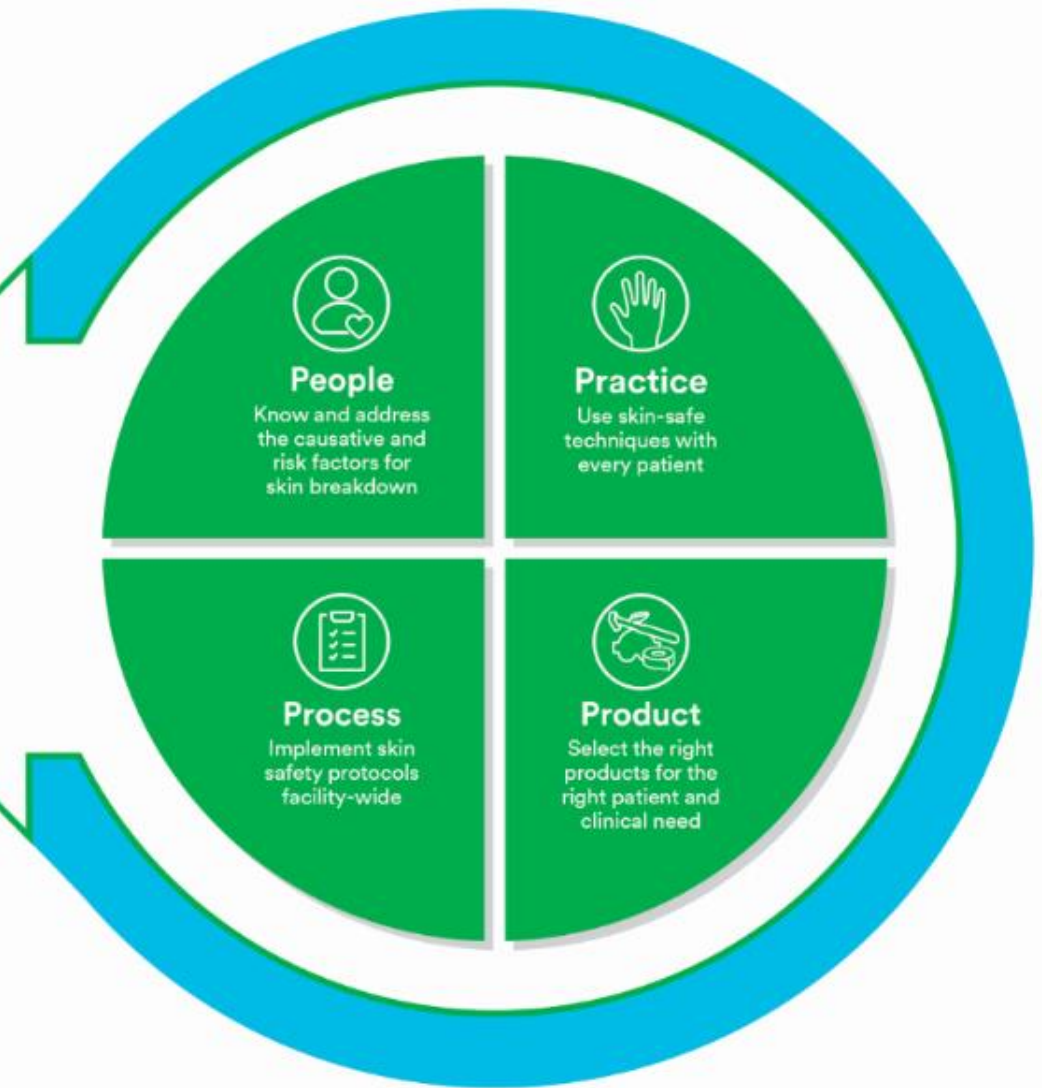 People
Know and address
the causative and
risk factors for
skin breakdown
Practice
Use skin-safe
techniques with
every patient
Process
Implement skin
safety protocols
facility-wide
Product
Select the right
products for the
right patient and
clinical need